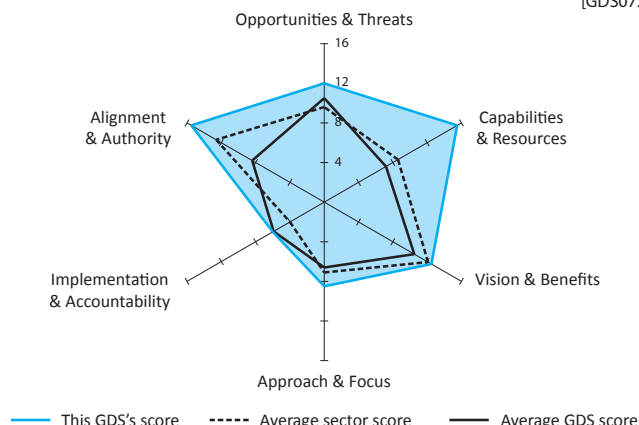 [GDS07
Opportunities & Threats
16
12
8
4
Capabilities
& Resources
Alignment
& Authority
Implementation
& Accountability
Vision & Benefits
Approach & Focus
This GDS's score
Average sector score
Average GDS score